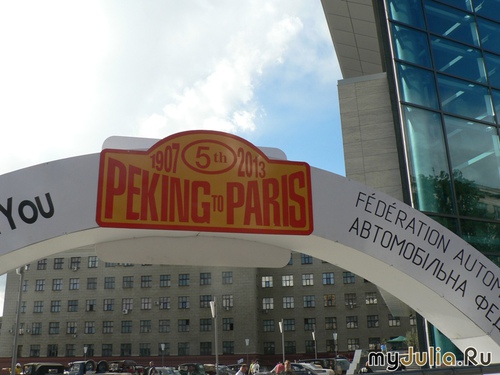 You
1907 5th 2013
PEKING TO PARIS
FÉDÉRATION AUTOM
АВТОМОБІЛЬНА ФЕ
myJulia.Ru